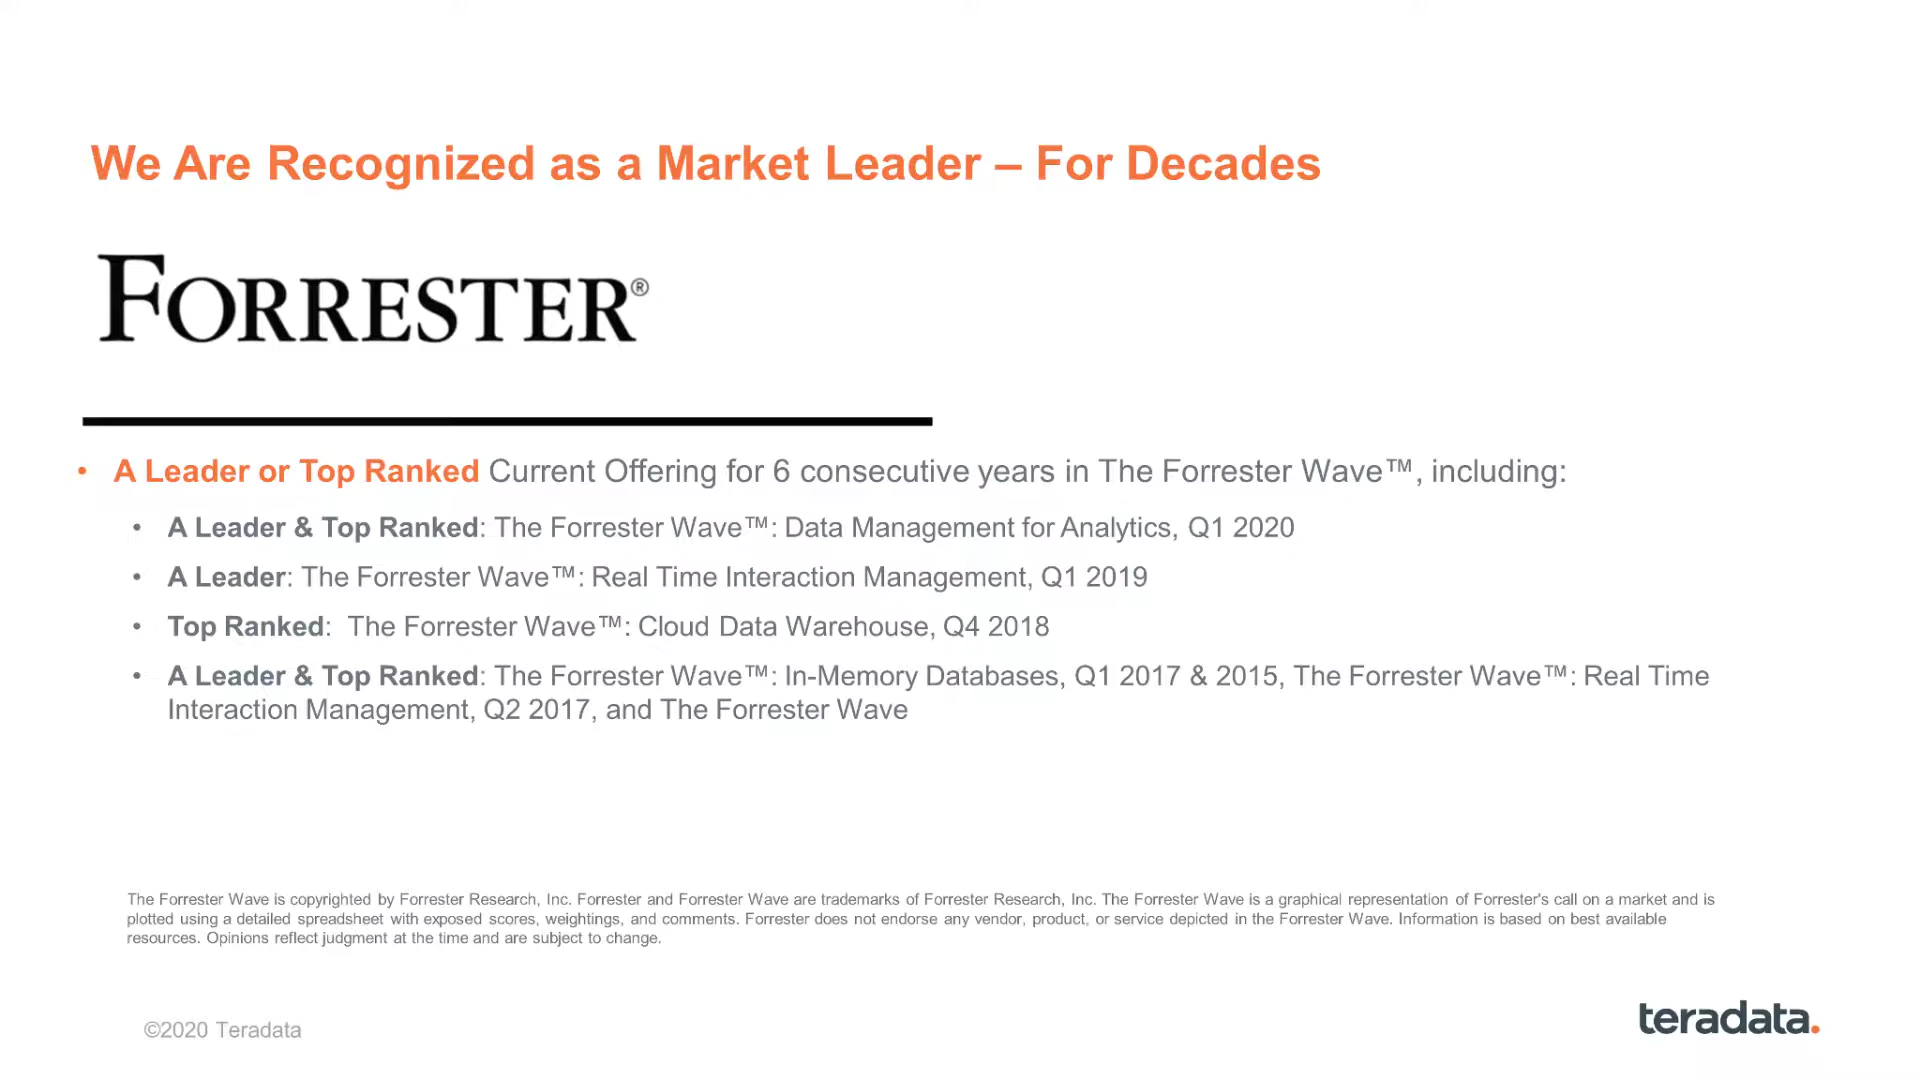 We Are Recognized as a Market Leader – For Decades
FORRESTER®
• A Leader or Top Ranked Current Offering for 6 consecutive years in The Forrester Wave™, including:
• A Leader & Top Ranked: The Forrester Wave™: Data Management for Analytics, Q1 2020
• A Leader: The Forrester Wave™: Real Time Interaction Management, Q1 2019
• Top Ranked: The Forrester Wave™: Cloud Data Warehouse, Q4 2018
• A Leader & Top Ranked: The Forrester Wave™: In-Memory Databases, Q1 2017 & 2015, The Forrester Wave™: Real Time
Interaction Management, Q2 2017, and The Forrester Wave
The Forrester Wave is copyrighted by Forrester Research, Inc. Forrester and Forrester Wave are trademarks of Forrester Research, Inc. The Forrester Wave is a graphical representation of Forrester's call on a market and is
plotted using a detailed spreadsheet with exposed scores, weightings, and comments. Forrester does not endorse any vendor, product, or service depicted in the Forrester Wave. Information is based on best available
resources. Opinions reflect judgment at the time and are subject to change.
©2020 Teradata
teradata.